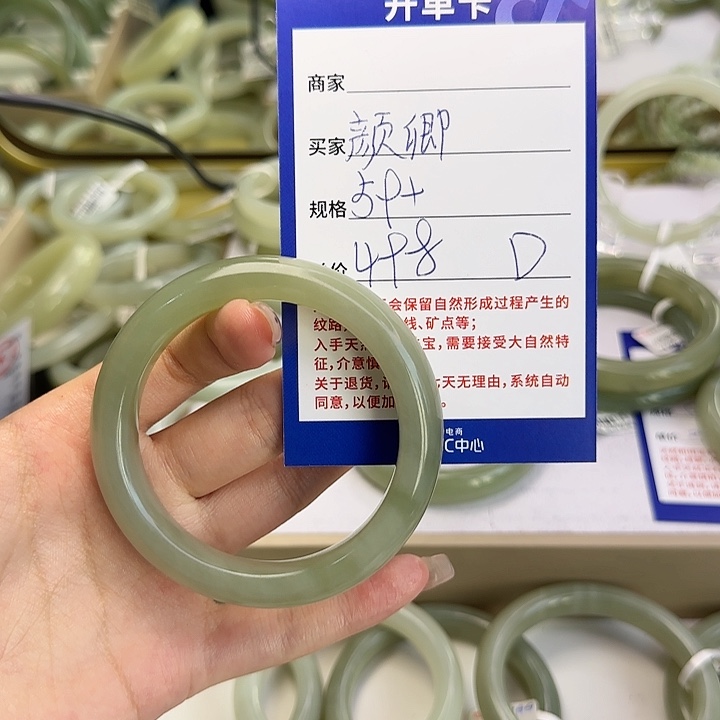 开单卡
商家
买家 颜卿
规格 59+
价 498 D
会保留自然形成过程产生的
纹路 线、矿点等;
入手天 宝,需要接受大自然特
征,介意慎
关于退货, 七天无理由,系统自动
同意,以便加 。
电商
C中心